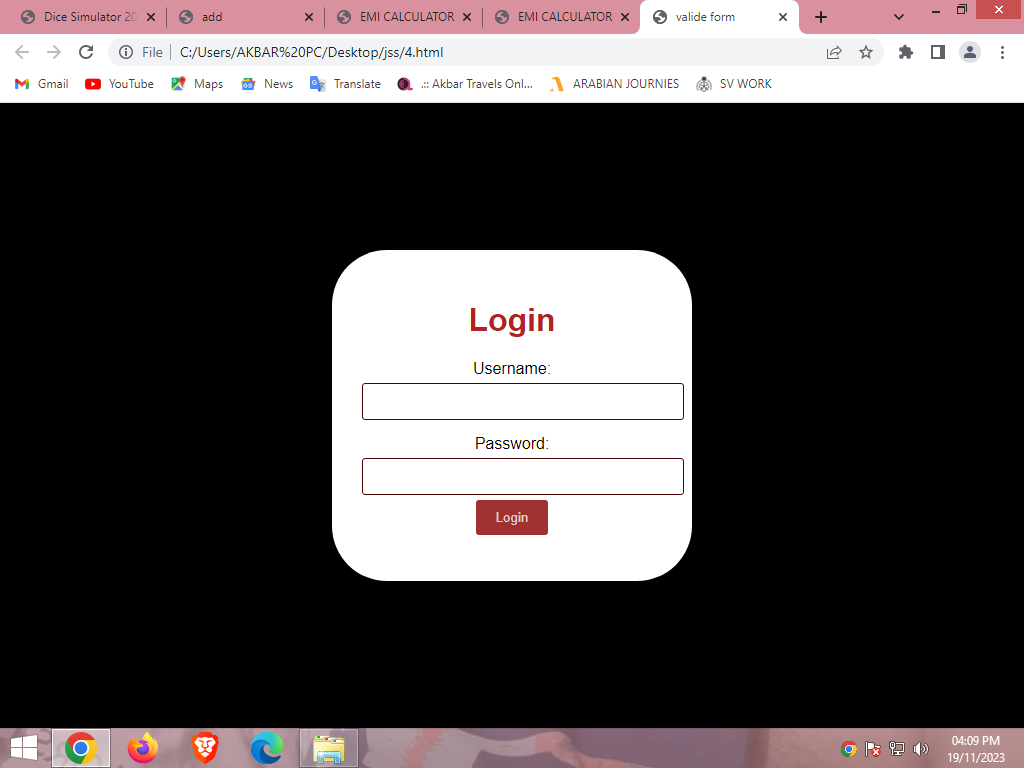 Dice Simulator 20
add
EMI CALCULATOR
EMI CALCULATOR
valide form
File
C:/Users/AKBAR%20PC/Desktop/jss/4.html
Gmail
YouTube
Maps
News
Translate
.:: Akbar Travels Onl...
ARABIAN JOURNIES
SV WORK
Login
Username:
Password:
Login
04:09 PM
19/11/2023